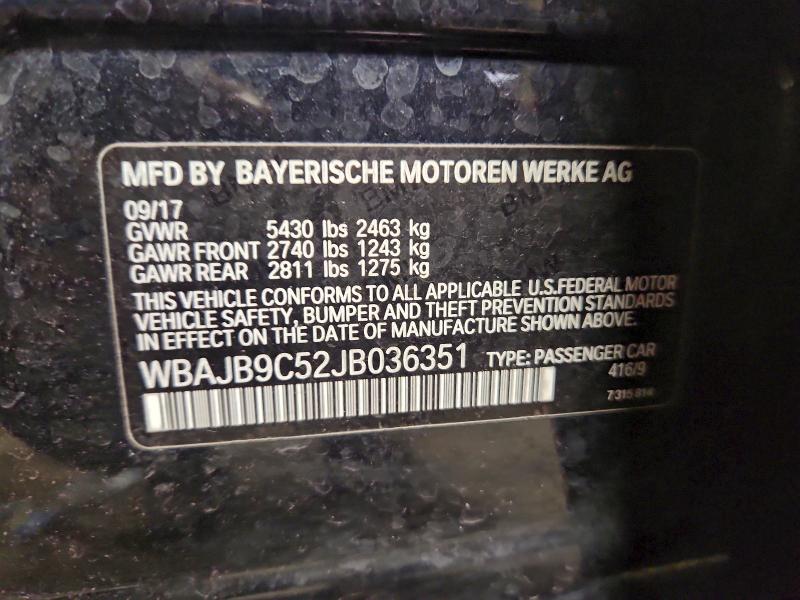 MFD BY BAYERISCHE MOTOREN WERKE AG
09/17
GVWR 5430 lbs 2463 kg
GAWR FRONT 2740 lbs 1243 kg
GAWR REAR 2811 lbs 1275 kg
THIS VEHICLE CONFORMS TO ALL APPLICABLE U.S.FEDERAL MOTOR
VEHICLE SAFETY, BUMPER AND THEFT PREVENTION STANDARDS
IN EFFECT ON THE DATE OF MANUFACTURE SHOWN ABOVE.
WBAJB9C52JB036351 TYPE: PASSENGER CAR
416/9
7315 814